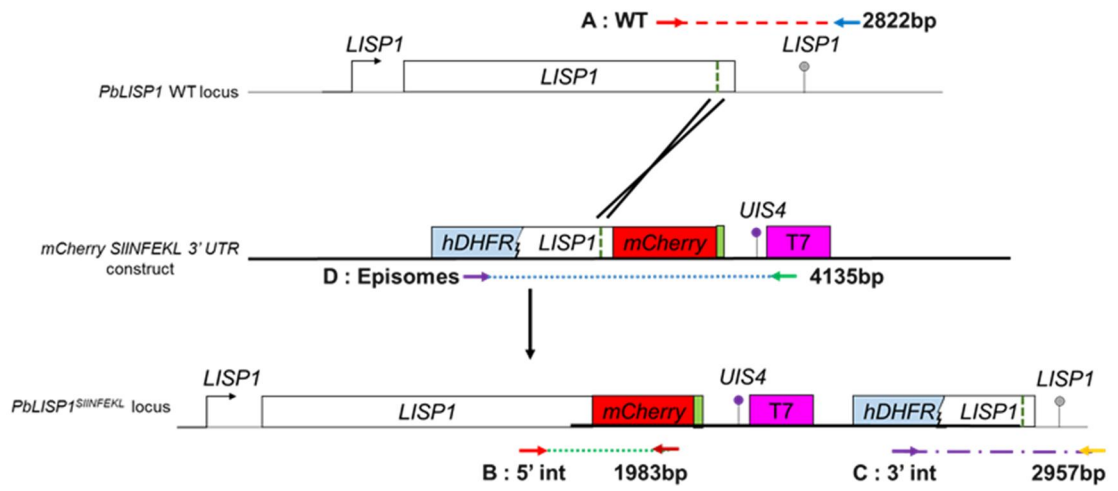 A : WT 2822bp
LISP1 LISP1
LISP1
PbLISP1 WT locus
UIS4
mCherry SIINFEKL 3' UTR
construct
hDHFR LISP1 mCherry T7
D : Episomes 4135bp
LISP1 UIS4 LISP1
PbLISP1SIINFEKL locus
LISP1 mCherry T7 hDHFR LISP1
B : 5' int 1983bp C : 3' int 2957bp